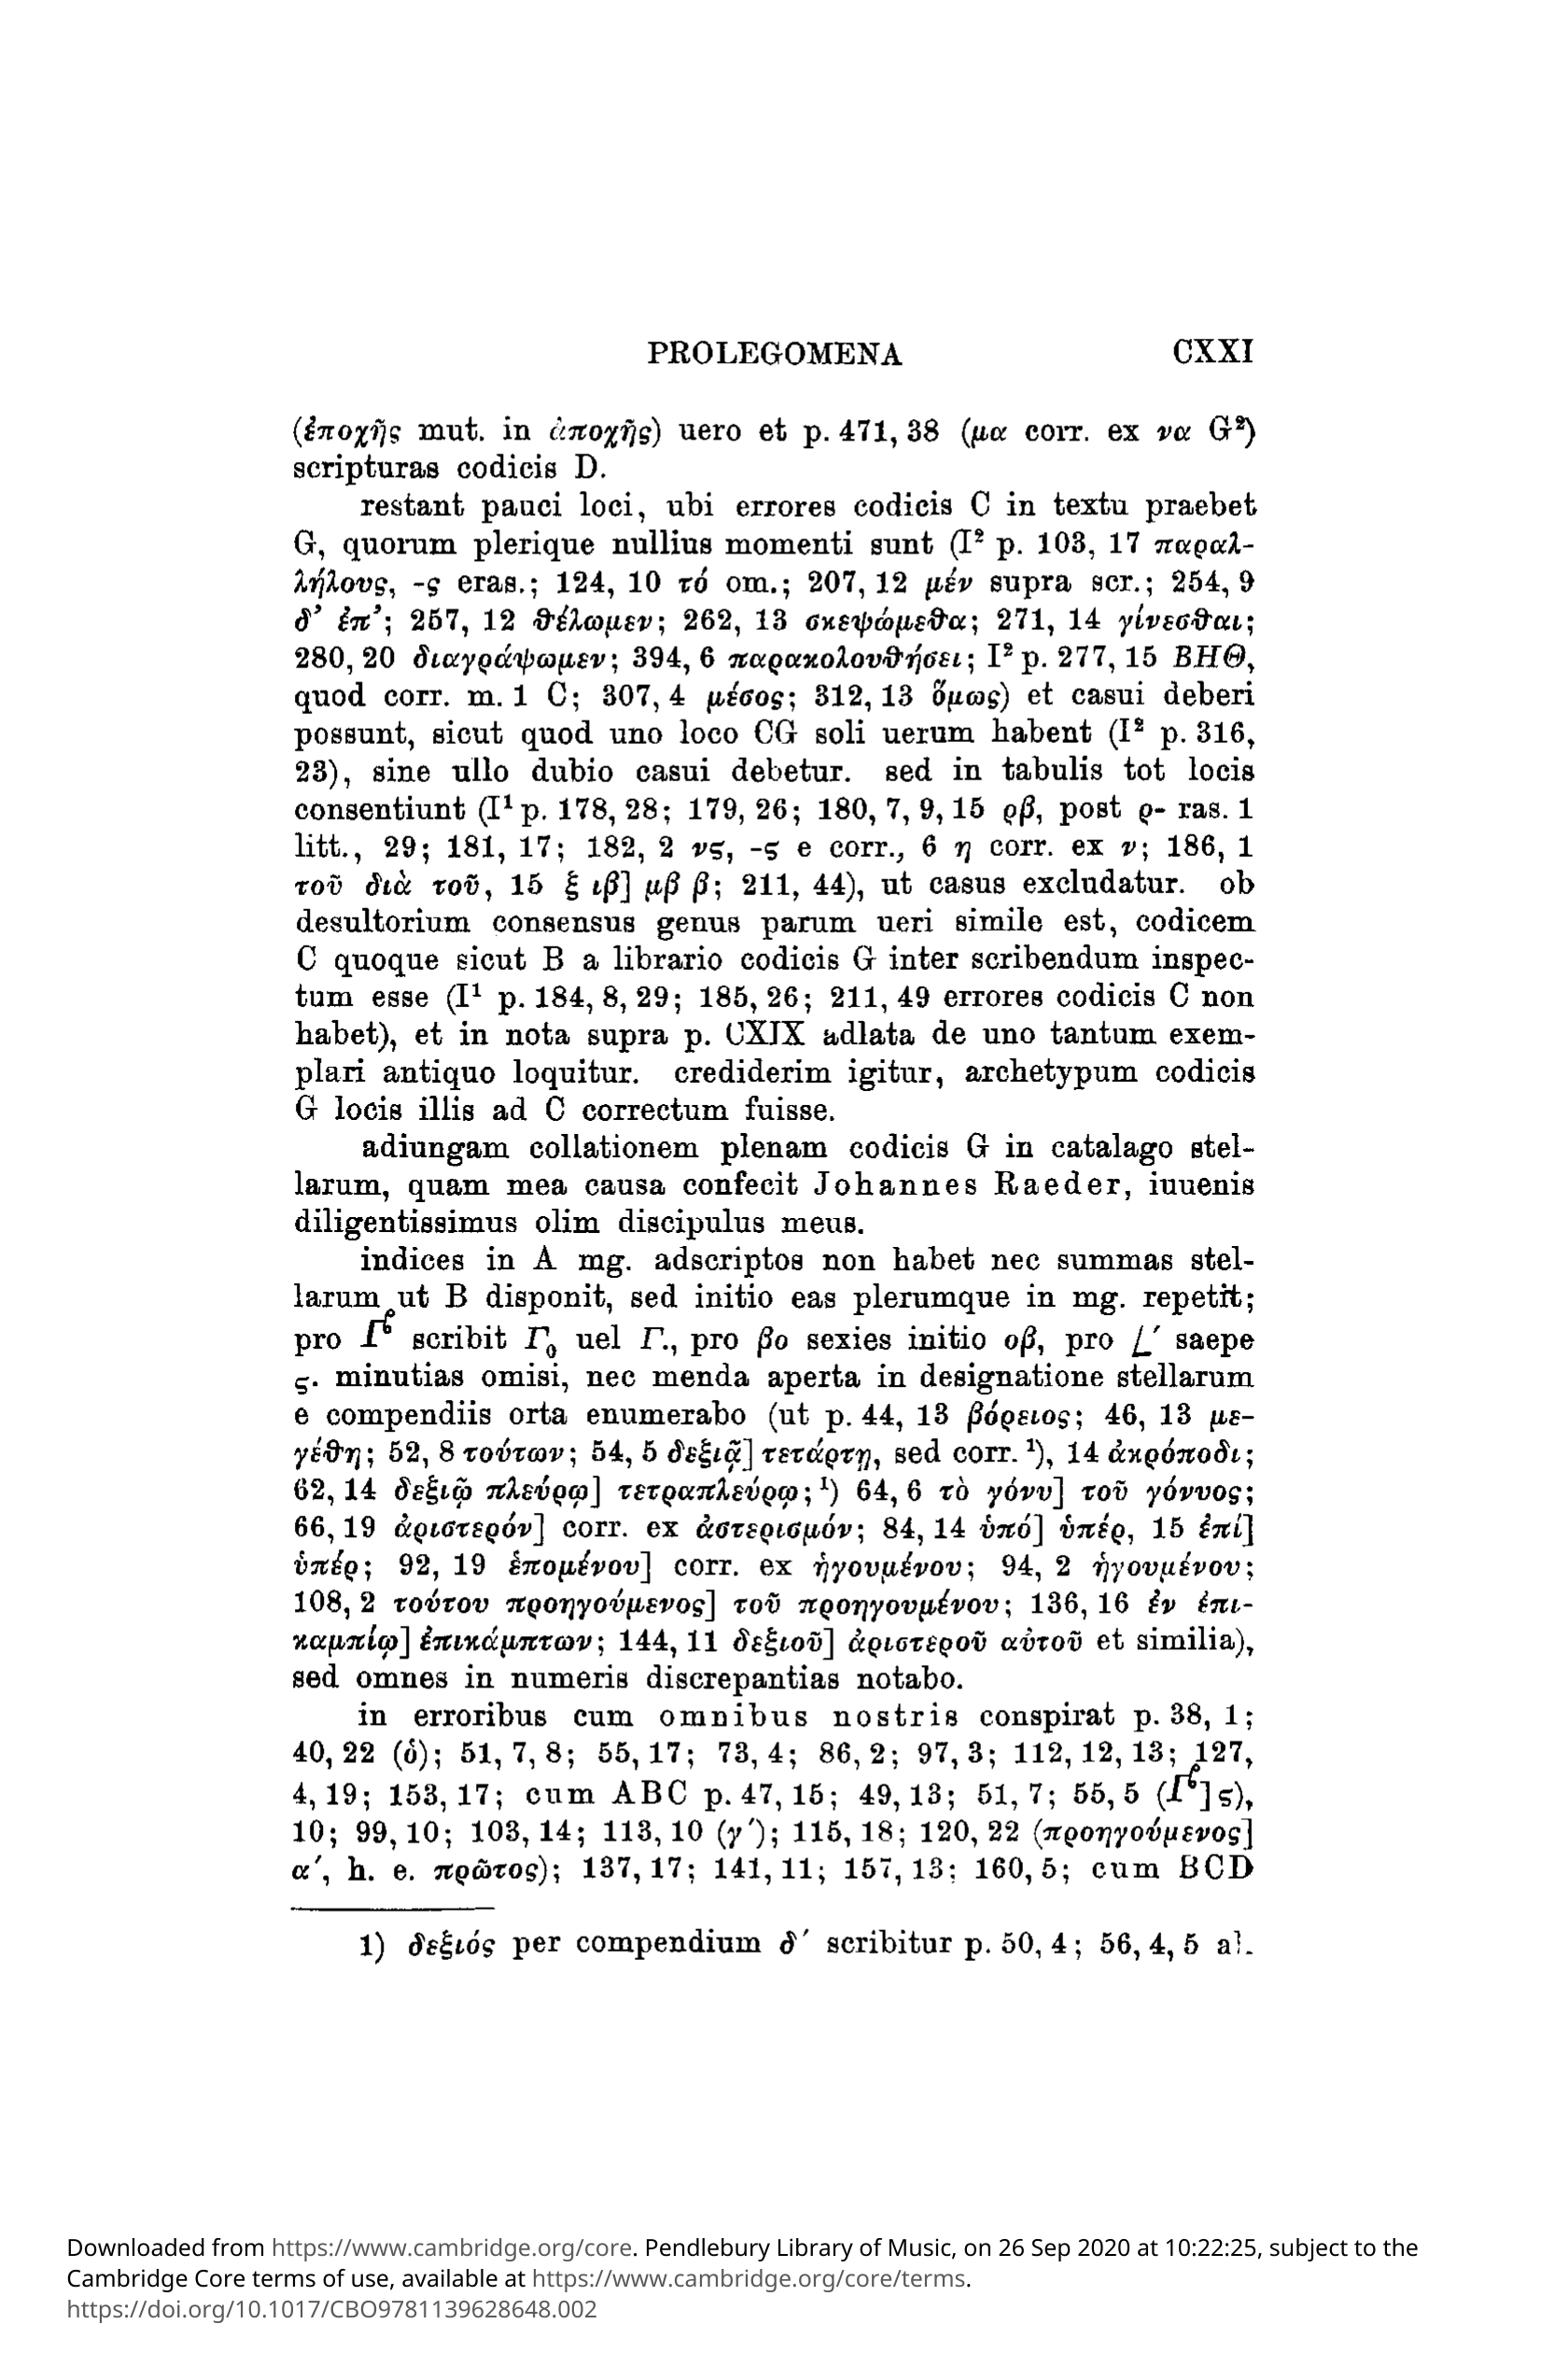 PROLEGOMENA CXXI
(ἐποχῆς mut. in ἀποχῆς) uero et p. 471, 38 (μα corr. ex να G²)
scripturas codicis D.
restant pauci loci, ubi errores codicis C in textu praebet
G, quorum plerique nullius momenti sunt (I² p. 103, 17 παραλ-
λήλους, -ς eras.; 124, 10 τό om.; 207, 12 μέν supra scr.; 254, 9
δ’ ἐπ’; 257, 12 θέλωμεν; 262, 13 σκεψώμεθα; 271, 14 γίνεσθαι;
280, 20 διαγράψωμεν; 394, 6 παρακολουθήσει; I² p. 277, 15 ΒΗΘ,
quod corr. m. 1 C; 307, 4 μέσος; 312, 13 ὅμως) et casui deberi
possunt, sicut quod uno loco CG soli uerum habent (I² p. 316,
23), sine ullo dubio casui debetur. sed in tabulis tot locis
consentiunt (I¹ p. 178, 28; 179, 26; 180, 7, 9, 15 ρβ, post ρ- ras. 1
litt., 29; 181, 17; 182, 2 νϛ, -ϛ e corr., 6 η corr. ex ν; 186, 1
τοῦ διὰ τοῦ, 15 ξ ιβ] μβ β; 211, 44), ut casus excludatur. ob
desultorium consensus genus parum ueri simile est, codicem
C quoque sicut B a librario codicis G inter scribendum inspec-
tum esse (I¹ p. 184, 8, 29; 185, 26; 211, 49 errores codicis C non
habet), et in nota supra p. CXIX adlata de uno tantum exem-
plari antiquo loquitur. crediderim igitur, archetypum codicis
G locis illis ad C correctum fuisse.
adiungam collationem plenam codicis G in catalago stel-
larum, quam mea causa confecit Johannes Raeder, iuuenis
diligentissimus olim discipulus meus.
indices in A mg. adscriptos non habet nec summas stel-
larum ut B disponit, sed initio eas plerumque in mg. repetit;
pro scribit Γ₀ uel Γ., pro βο sexies initio οβ, pro ∠′ saepe
ϛ. minutias omisi, nec menda aperta in designatione stellarum
e compendiis orta enumerabo (ut p. 44, 13 βόρειος; 46, 13 με-
γέθη; 52, 8 τούτων; 54, 5 δεξιᾷ] τετάρτῃ, sed corr. ¹), 14 ἀκρόποδι;
62, 14 δεξιῷ πλεύρῳ] τετραπλεύρῳ; ¹) 64, 6 τὸ γόνυ] τοῦ γόνυος;
66, 19 ἀριστερόν] corr. ex ἀστερισμόν; 84, 14 ὑπό] ὑπέρ, 15 ἐπί]
ὑπέρ; 92, 19 ἑπομένου] corr. ex ἡγουμένου; 94, 2 ἡγουμένου;
108, 2 τούτου προηγούμενος] τοῦ προηγουμένου; 136, 16 ἐν ἐπι-
καμπίῳ] ἐπικάμπτων; 144, 11 δεξιοῦ] ἀριστεροῦ αὐτοῦ et similia),
sed omnes in numeris discrepantias notabo.
in erroribus cum omnibus nostris conspirat p. 38, 1;
40, 22 (ὁ); 51, 7, 8; 55, 17; 73, 4; 86, 2; 97, 3; 112, 12, 13; 127,
4, 19; 153, 17; cum ABC p. 47, 15; 49, 13; 51, 7; 55, 5 ( ] ϛ),
10; 99, 10; 103, 14; 113, 10 (γ′); 115, 18; 120, 22 (προηγούμενος]
α′, h. e. πρῶτος); 137, 17; 141, 11; 157, 13; 160, 5; cum BCD
1) δεξιός per compendium δ′ scribitur p. 50, 4; 56, 4, 5 al.
Downloaded from https://www.cambridge.org/core. Pendlebury Library of Music, on 26 Sep 2020 at 10:22:25, subject to the
Cambridge Core terms of use, available at https://www.cambridge.org/core/terms.
https://doi.org/10.1017/CBO9781139628648.002